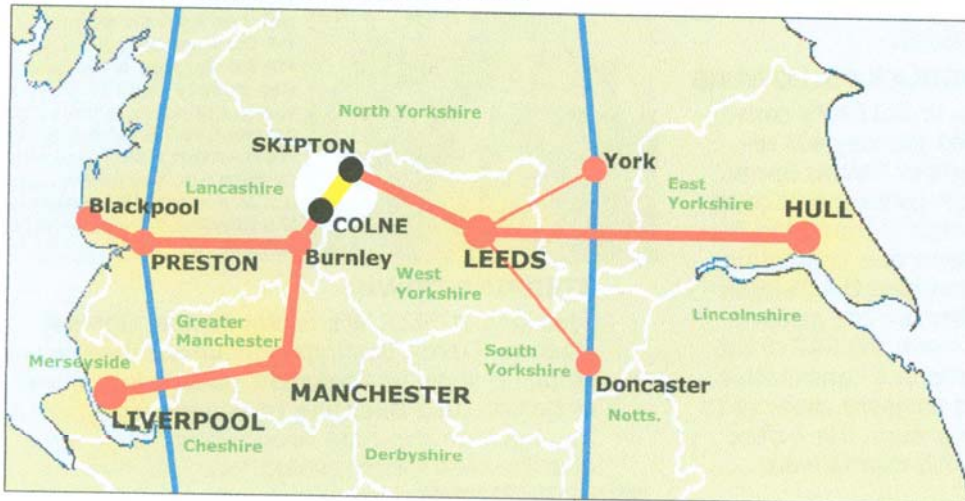 North Yorkshire
SKIPTON
York
Lancashire
East
Yorkshire
Blackpool
COLNE
HULL
PRESTON
Burnley
LEEDS
West
Yorkshire
Lincolnshire
Greater
Manchester
Merseyside
South
Yorkshire
MANCHESTER
Doncaster
LIVERPOOL
Notts.
Cheshire
Derbyshire